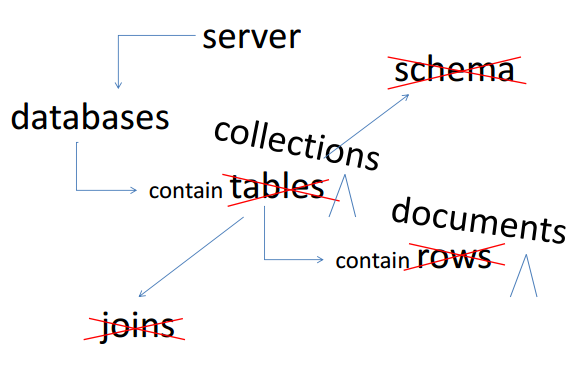 server
schema
databases
collections
contain tables
documents
contain rows
joins